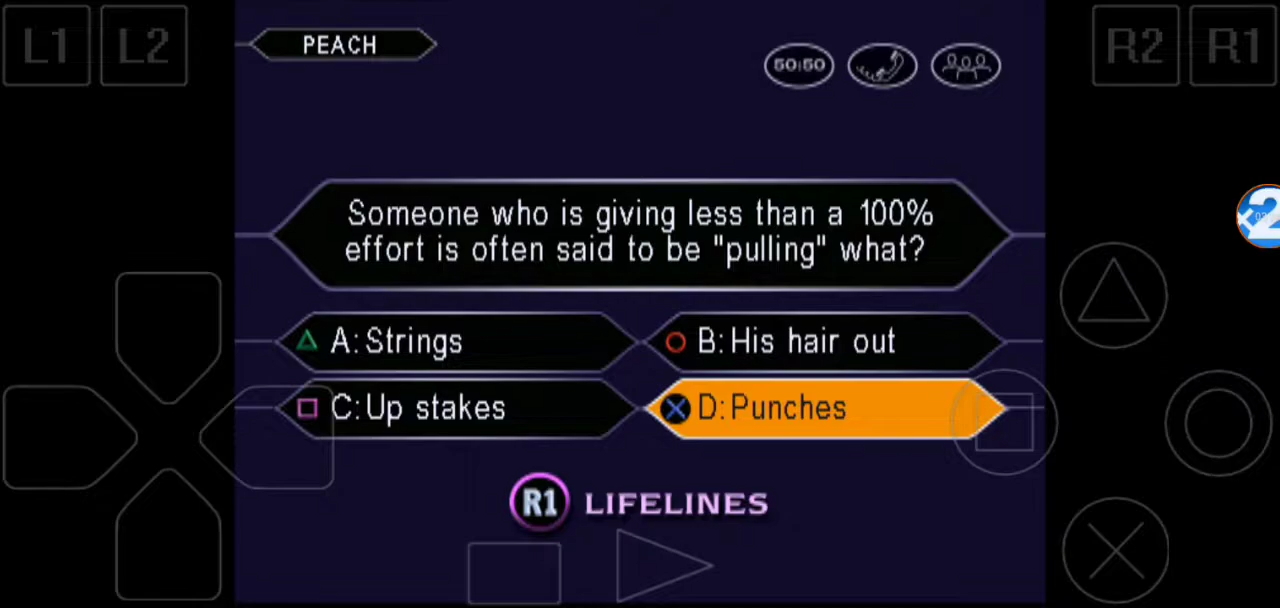 L1 L2
R2 R1
PEACH
50:50
Someone who is giving less than a 100%
effort is often said to be "pulling" what?
A: Strings
B: His hair out
C: Up stakes
D: Punches
R1 LIFELINES
2